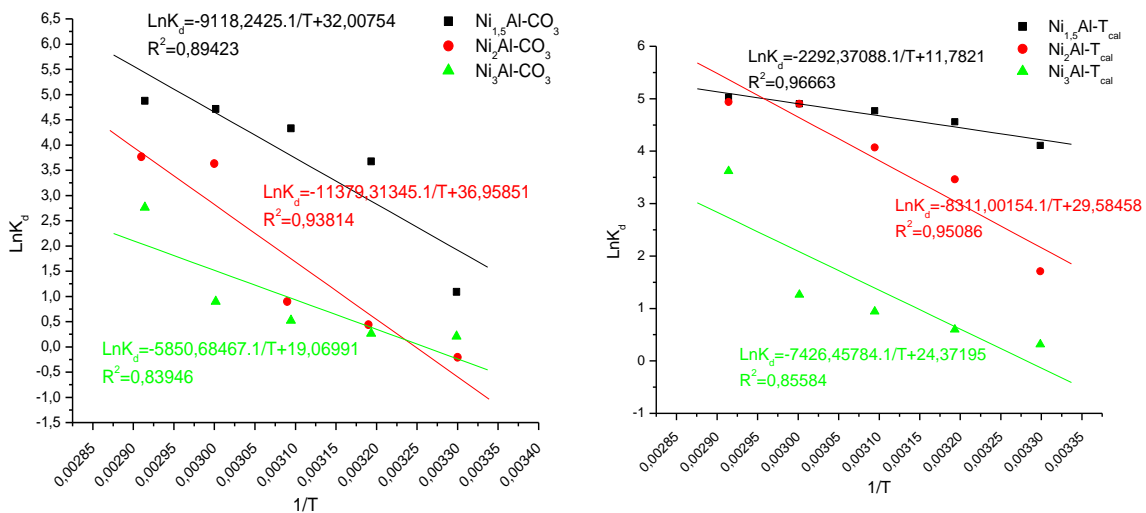 LnK_d=-9118,2425.1/T+32,00754
R²=0,89423
Ni_1,5Al-CO_3
Ni_2Al-CO_3
Ni_3Al-CO_3
LnK_d=-11379,31345.1/T+36,95851
R²=0,93814
LnK_d=-5850,68467.1/T+19,06991
R²=0,83946
6,5
6,0
5,5
5,0
4,5
4,0
3,5
3,0
2,5
2,0
1,5
1,0
0,5
0,0
-0,5
-1,0
-1,5
LnK_d
0,00285
0,00290
0,00295
0,00300
0,00305
0,00310
0,00315
0,00320
0,00325
0,00330
0,00335
0,00340
1/T
LnK_d=-2292,37088.1/T+11,7821
R²=0,96663
Ni_1,5Al-T_cal
Ni_2Al-T_cal
Ni_3Al-T_cal
LnK_d=-8311,00154.1/T+29,58458
R²=0,95086
LnK_d=-7426,45784.1/T+24,37195
R²=0,85584
6
5
4
3
2
1
0
-1
LnK_d
0,00285
0,00290
0,00295
0,00300
0,00305
0,00310
0,00315
0,00320
0,00325
0,00330
0,00335
1/T